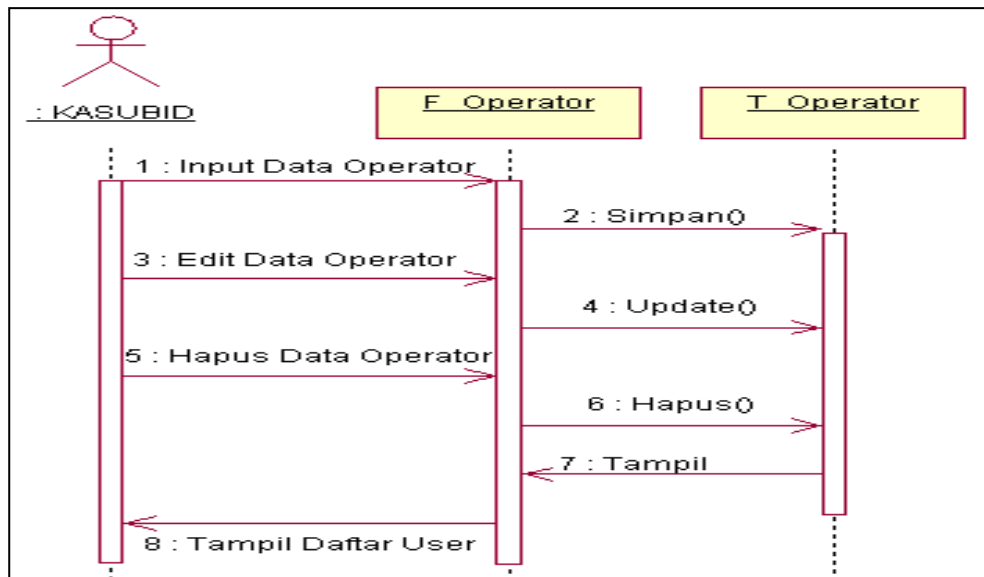 : KASUBID
F_Operator
T_Operator
1 : Input Data Operator
2 : Simpan()
3 : Edit Data Operator
4 : Update()
5 : Hapus Data Operator
6 : Hapus()
7 : Tampil
8 : Tampil Daftar User